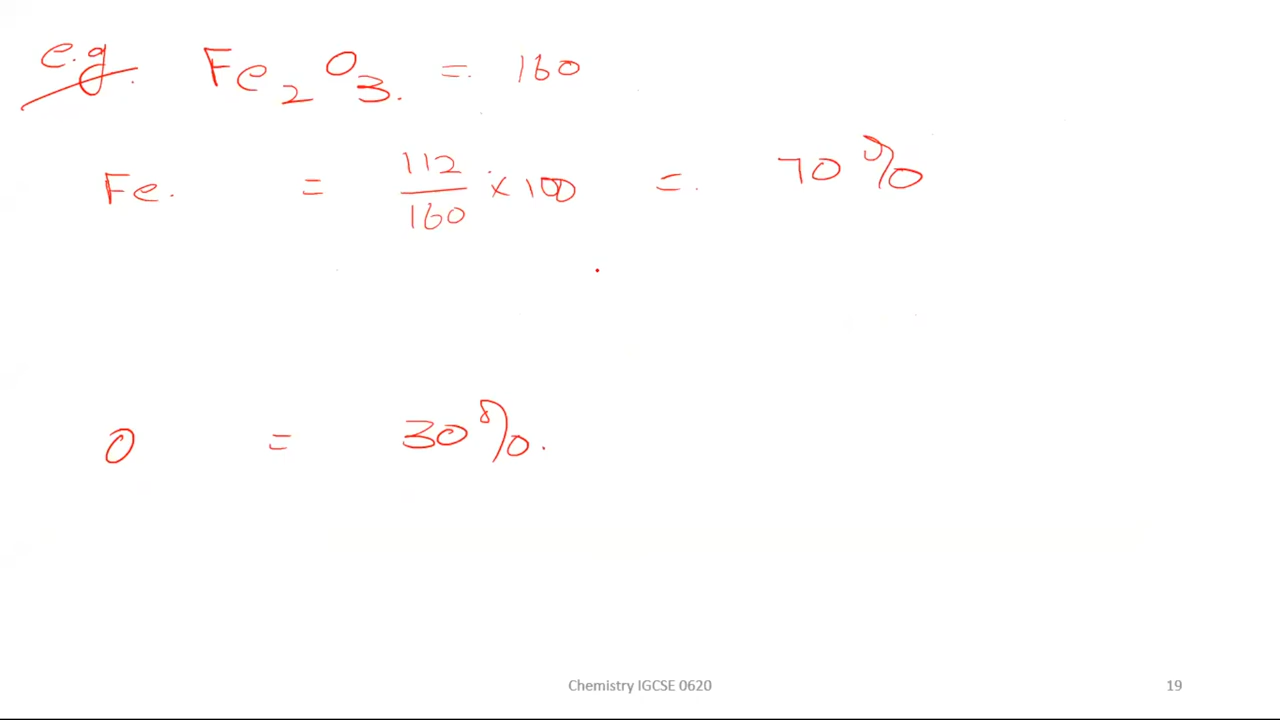 e.g. Fe₂O₃. = 160
Fe. = 112/160 × 100 = 70%
O = 30%.
Chemistry IGCSE 0620 19